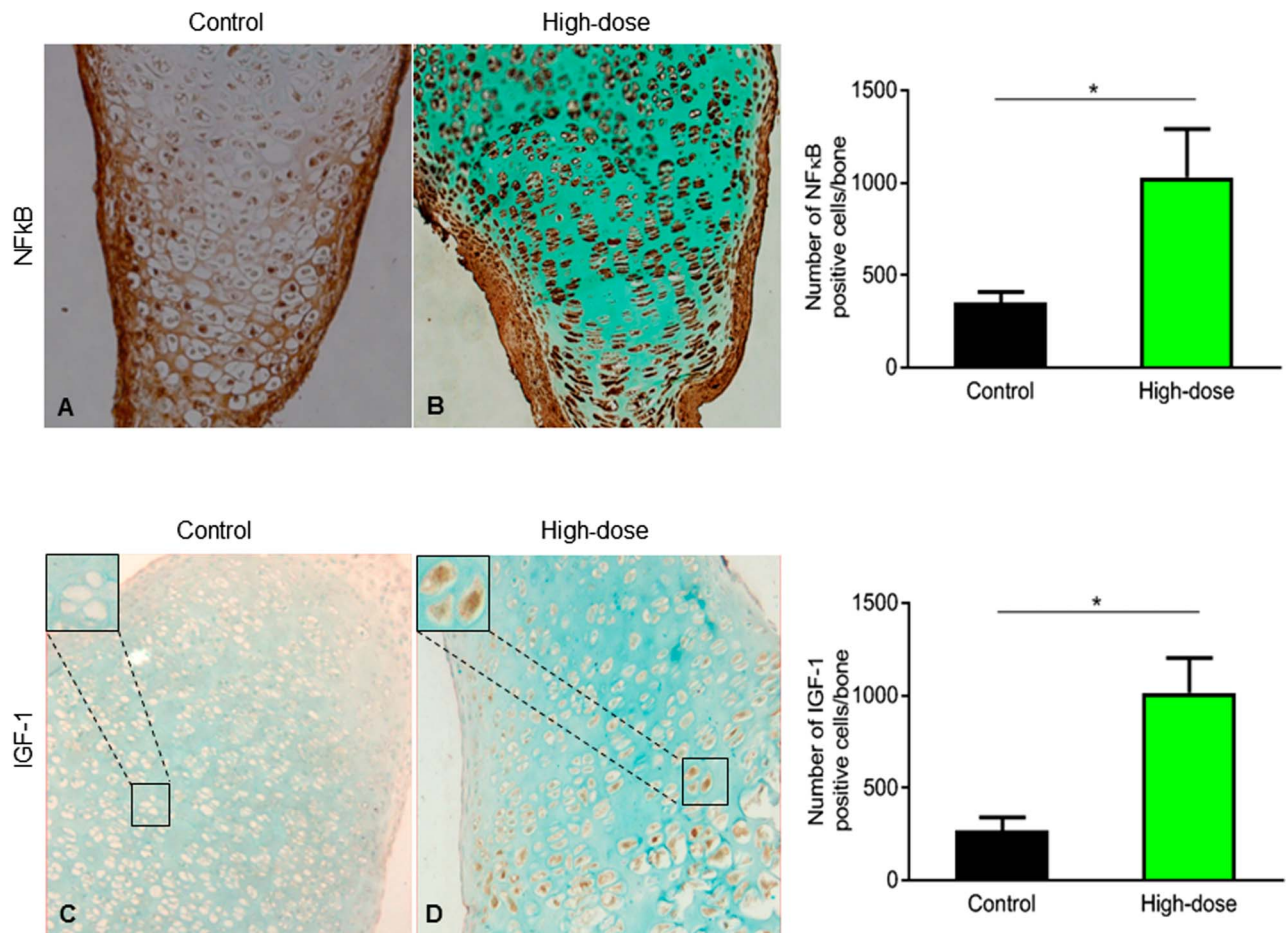 Control
High-dose
NFκB
A
B
Number of NFκB
positive cells/bone
1500
1000
500
0
*
Control
High-dose
Control
High-dose
IGF-1
C
D
Number of IGF-1
positive cells/bone
1500
1000
500
0
*
Control
High-dose